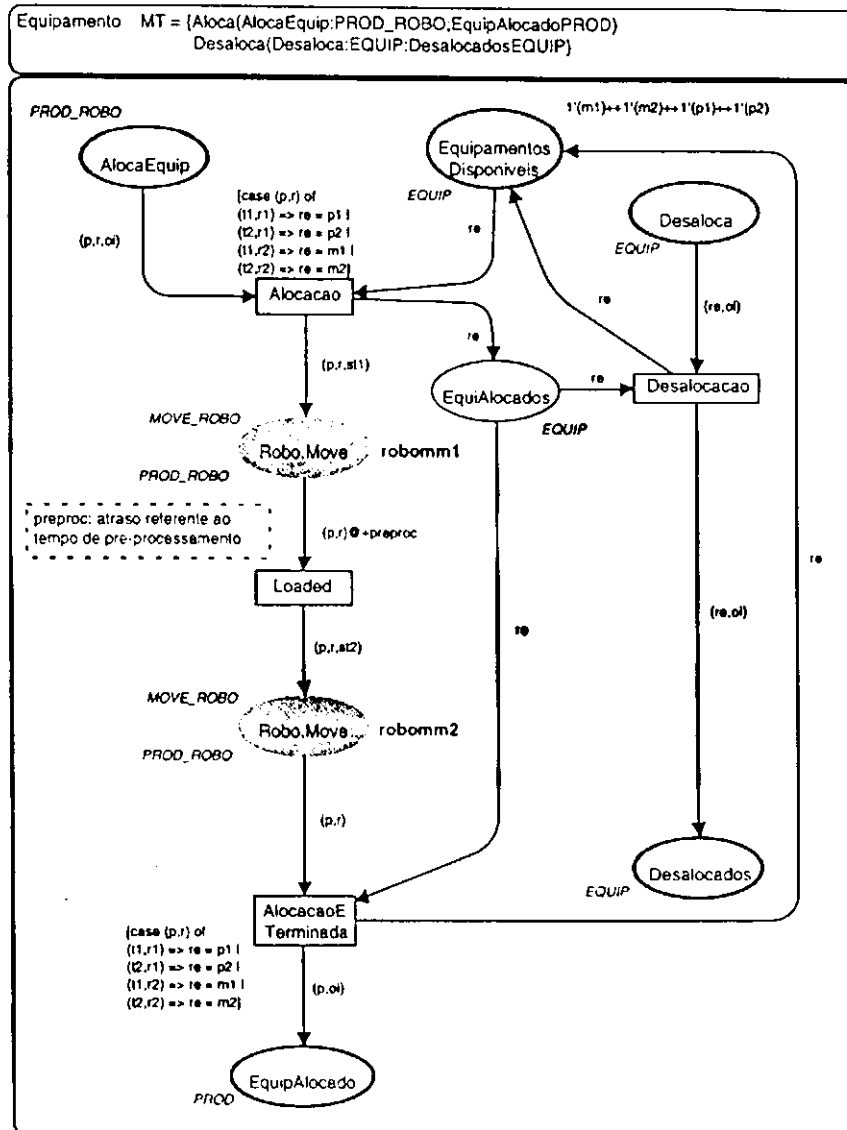 Equipamento MT = {Aloca(AlocaEquip:PROD_ROBO;EquipAlocadoPROD)
Desaloca(Desaloca:EQUIP:DesalocadosEQUIP}
PROD_ROBO
AlocaEquip
1'(m1)++1'(m2)++1'(p1)++1'(p2)
Equipamentos
Disponiveis
EQUIP
Desaloca
EQUIP
(p,r,oi)
[case (p,r) of
(t1,r1) => re = p1 |
(t2,r1) => re = p2 |
(t1,r2) => re = m1 |
(t2,r2) => re = m2]
re
Alocacao
re
re
(re,oi)
(p,r,st1)
EquiAlocados
re
Desalocacao
EQUIP
MOVE_ROBO
Robo.Move
robomm1
PROD_ROBO
preproc: atraso referente ao
tempo de pre-processamento
(p,r)@+preproc
re
Loaded
(re,oi)
re
(p,r,st2)
MOVE_ROBO
Robo.Move
robomm2
PROD_ROBO
(p,r)
Desalocados
EQUIP
AlocacaoE
Terminada
[case (p,r) of
(t1,r1) => re = p1 |
(t2,r1) => re = p2 |
(t1,r2) => re = m1 |
(t2,r2) => re = m2]
(p,oi)
EquipAlocado
PROD